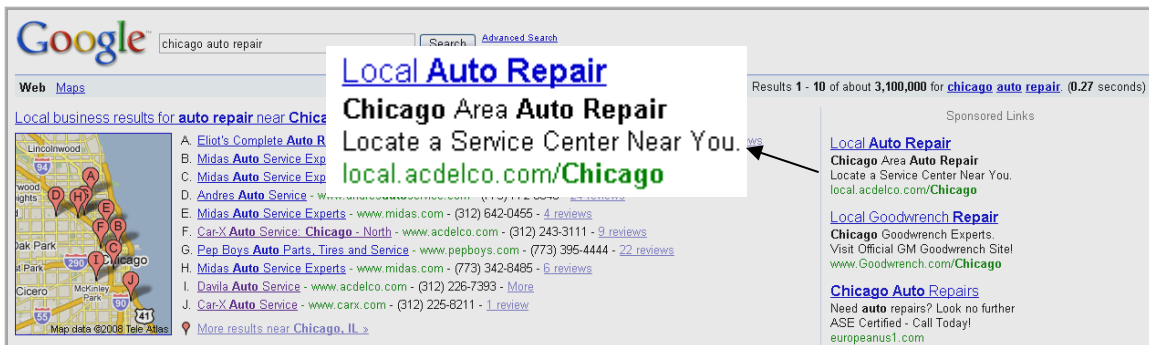 Google
chicago auto repair
Search
Advanced Search
Web Maps
Results 1 - 10 of about 3,100,000 for chicago auto repair. (0.27 seconds)
Local business results for auto repair near Chica
Lincolnwood
94
Oak Park
290
Chicago
Cicero
McKinley
Park
90
55
41
Map data ©2008 Tele Atlas
A
D
H
E
F
B
C
I
J
A. Eliot's Complete Auto R
B. Midas Auto Service Exp
C. Midas Auto Service Exp
D. Andres Auto Service
E. Midas Auto Service Experts - www.midas.com - (312) 642-0455 - 4 reviews
F. Car-X Auto Service: Chicago - North - www.acdelco.com - (312) 243-3111 - 9 reviews
G. Pep Boys Auto Parts, Tires and Service - www.pepboys.com - (773) 395-4444 - 22 reviews
H. Midas Auto Service Experts - www.midas.com - (773) 342-8485 - 6 reviews
I. Davila Auto Service - www.acdelco.com - (312) 226-7393 - More
J. Car-X Auto Service - www.carx.com - (312) 225-8211 - 1 review
More results near Chicago, IL »
Local Auto Repair
Chicago Area Auto Repair
Locate a Service Center Near You.
local.acdelco.com/Chicago
Sponsored Links
Local Auto Repair
Chicago Area Auto Repair
Locate a Service Center Near You.
local.acdelco.com/Chicago
Local Goodwrench Repair
Chicago Goodwrench Experts.
Visit Official GM Goodwrench Site!
www.Goodwrench.com/Chicago
Chicago Auto Repairs
Need auto repairs? Look no further
ASE Certified - Call Today!
europeanus1.com